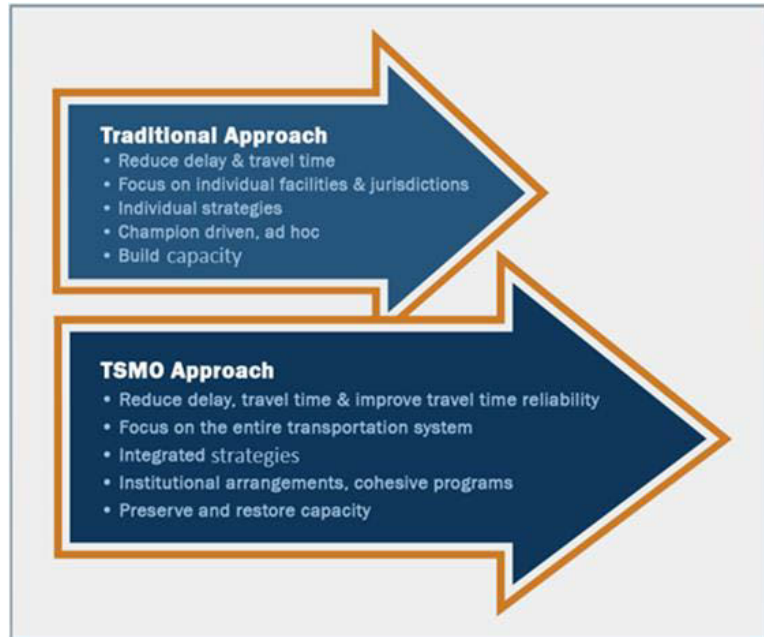 Traditional Approach
• Reduce delay & travel time
• Focus on individual facilities & jurisdictions
• Individual strategies
• Champion driven, ad hoc
• Build capacity
TSMO Approach
• Reduce delay, travel time & improve travel time reliability
• Focus on the entire transportation system
• Integrated strategies
• Institutional arrangements, cohesive programs
• Preserve and restore capacity